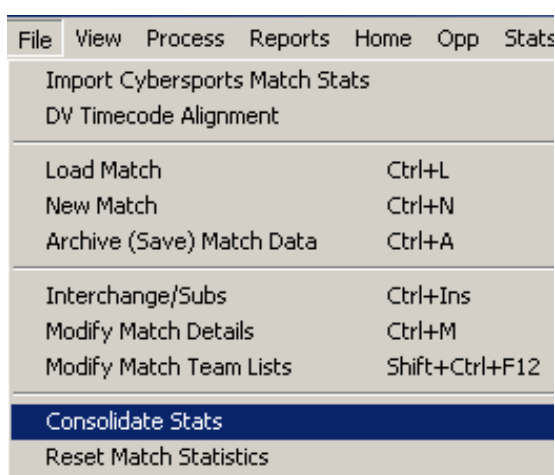 File View Process Reports Home Opp Stats
Import Cybersports Match Stats
DV Timecode Alignment
Load Match Ctrl+L
New Match Ctrl+N
Archive (Save) Match Data Ctrl+A
Interchange/Subs Ctrl+Ins
Modify Match Details Ctrl+M
Modify Match Team Lists Shift+Ctrl+F12
Consolidate Stats
Reset Match Statistics